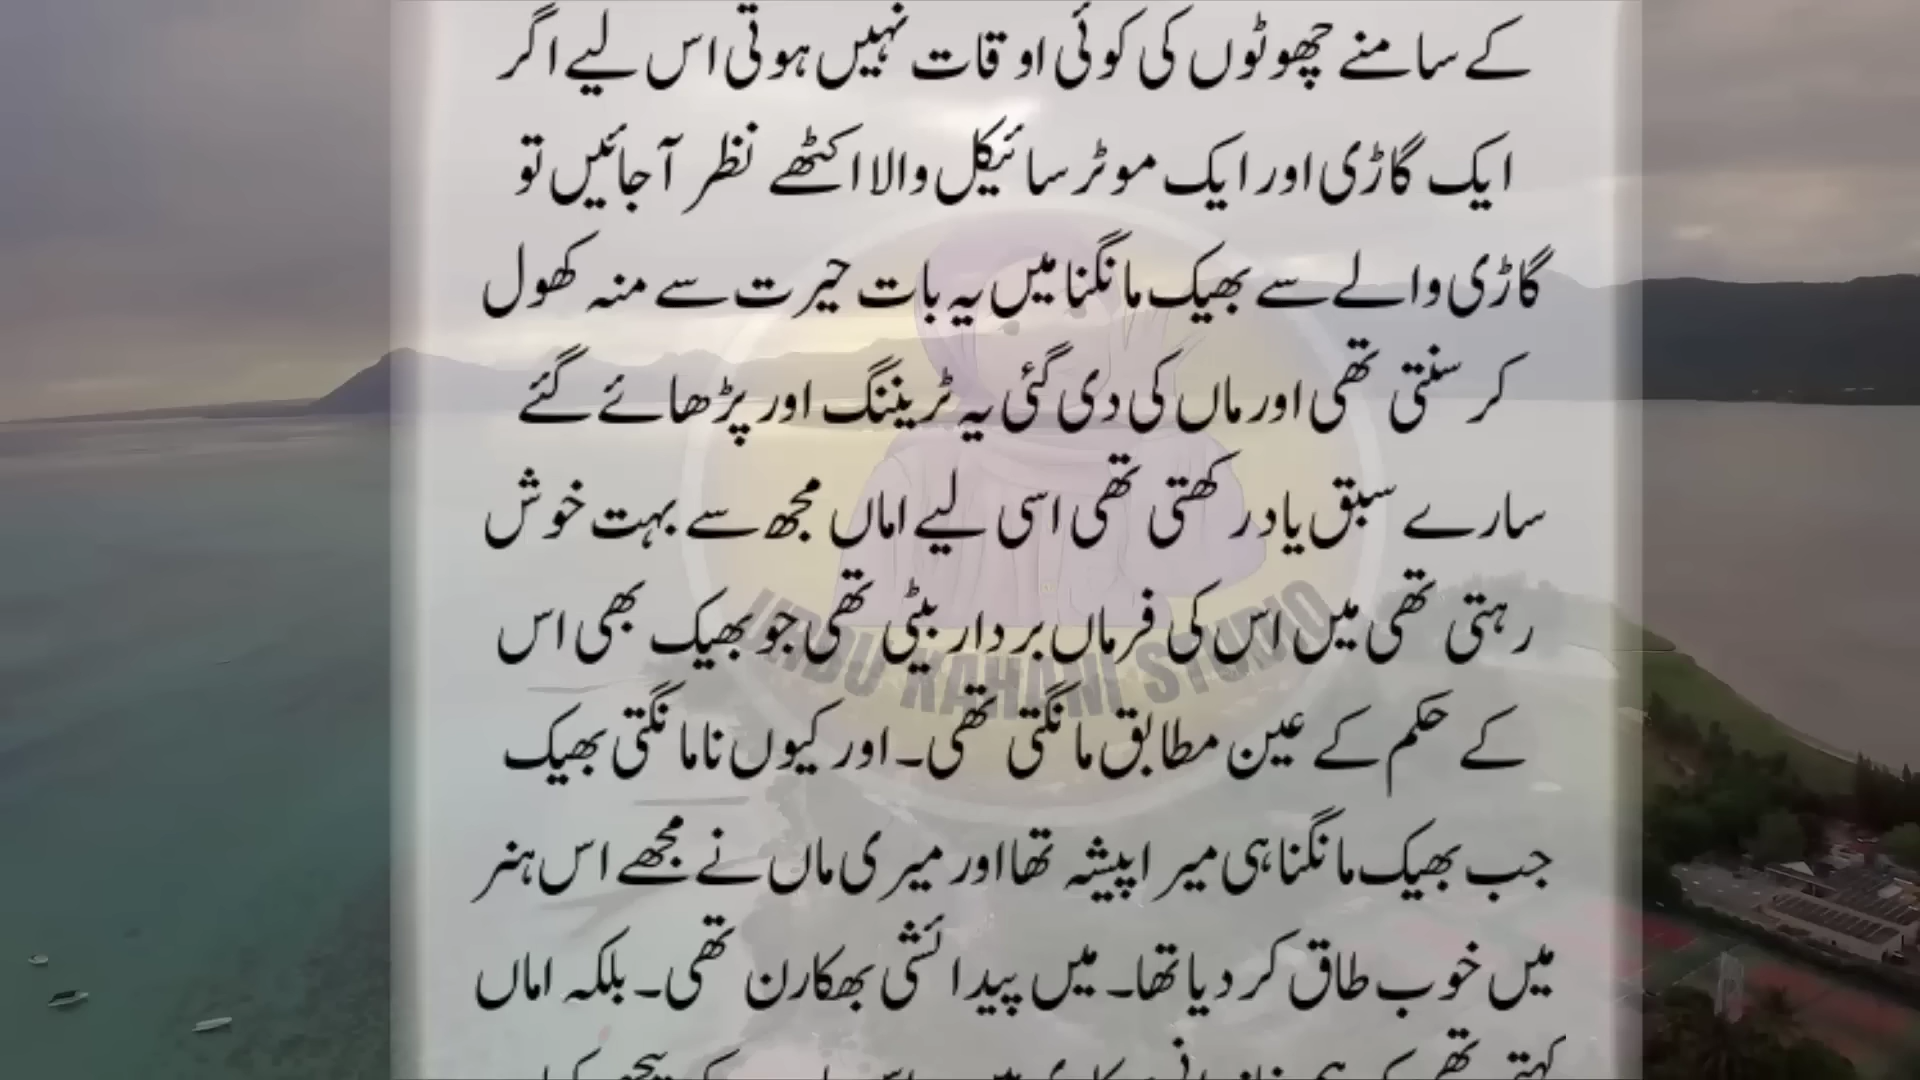 کے سامنے چھوٹوں کی کوئی اوقات نہیں ہوتی اس لیے اگر
ایک گاڑی اور ایک موٹر سائیکل والا اکٹھے نظر آجائیں تو
گاڑی والے سے بھیک مانگنا میں یہ بات حیرت سے منہ کھول
کر سنتی تھی اور ماں کی دی گئی یہ ٹریننگ اور پڑھائے گئے
سارے سبق یاد رکھتی تھی اسی لیے اماں مجھ سے بہت خوش
رہتی تھی میں اس کی فرماں بردار بیٹی تھی جو بھیک بھی اس
کے حکم کے عین مطابق مانگتی تھی۔ اور کیوں نا مانگتی بھیک
جب بھیک مانگنا ہی میرا پیشہ تھا اور میری ماں نے مجھے اس ہنر
میں خوب طاق کر دیا تھا۔ میں پیدائشی بھکارن تھی۔ بلکہ اماں
URDU KAHANI STUDIO